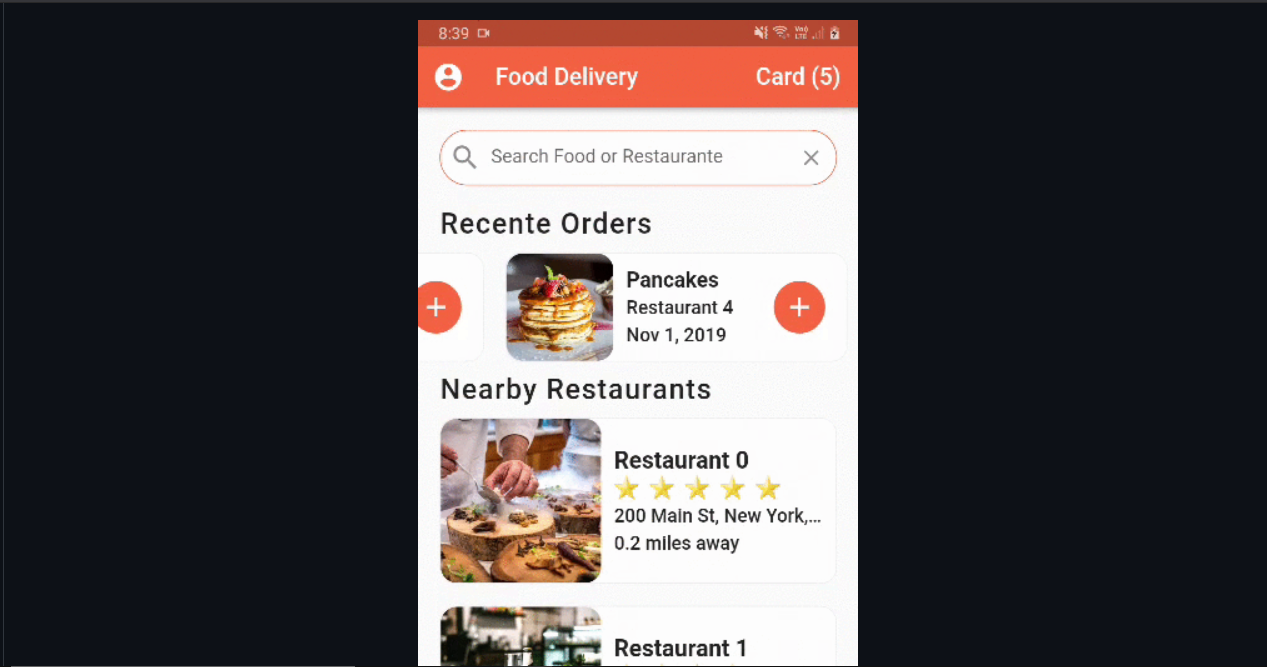 8:39
Food Delivery
Card (5)
Search Food or Restaurante
Recente Orders
Pancakes
Restaurant 4
Nov 1, 2019
Nearby Restaurants
Restaurant 0
200 Main St, New York,...
0.2 miles away
Restaurant 1